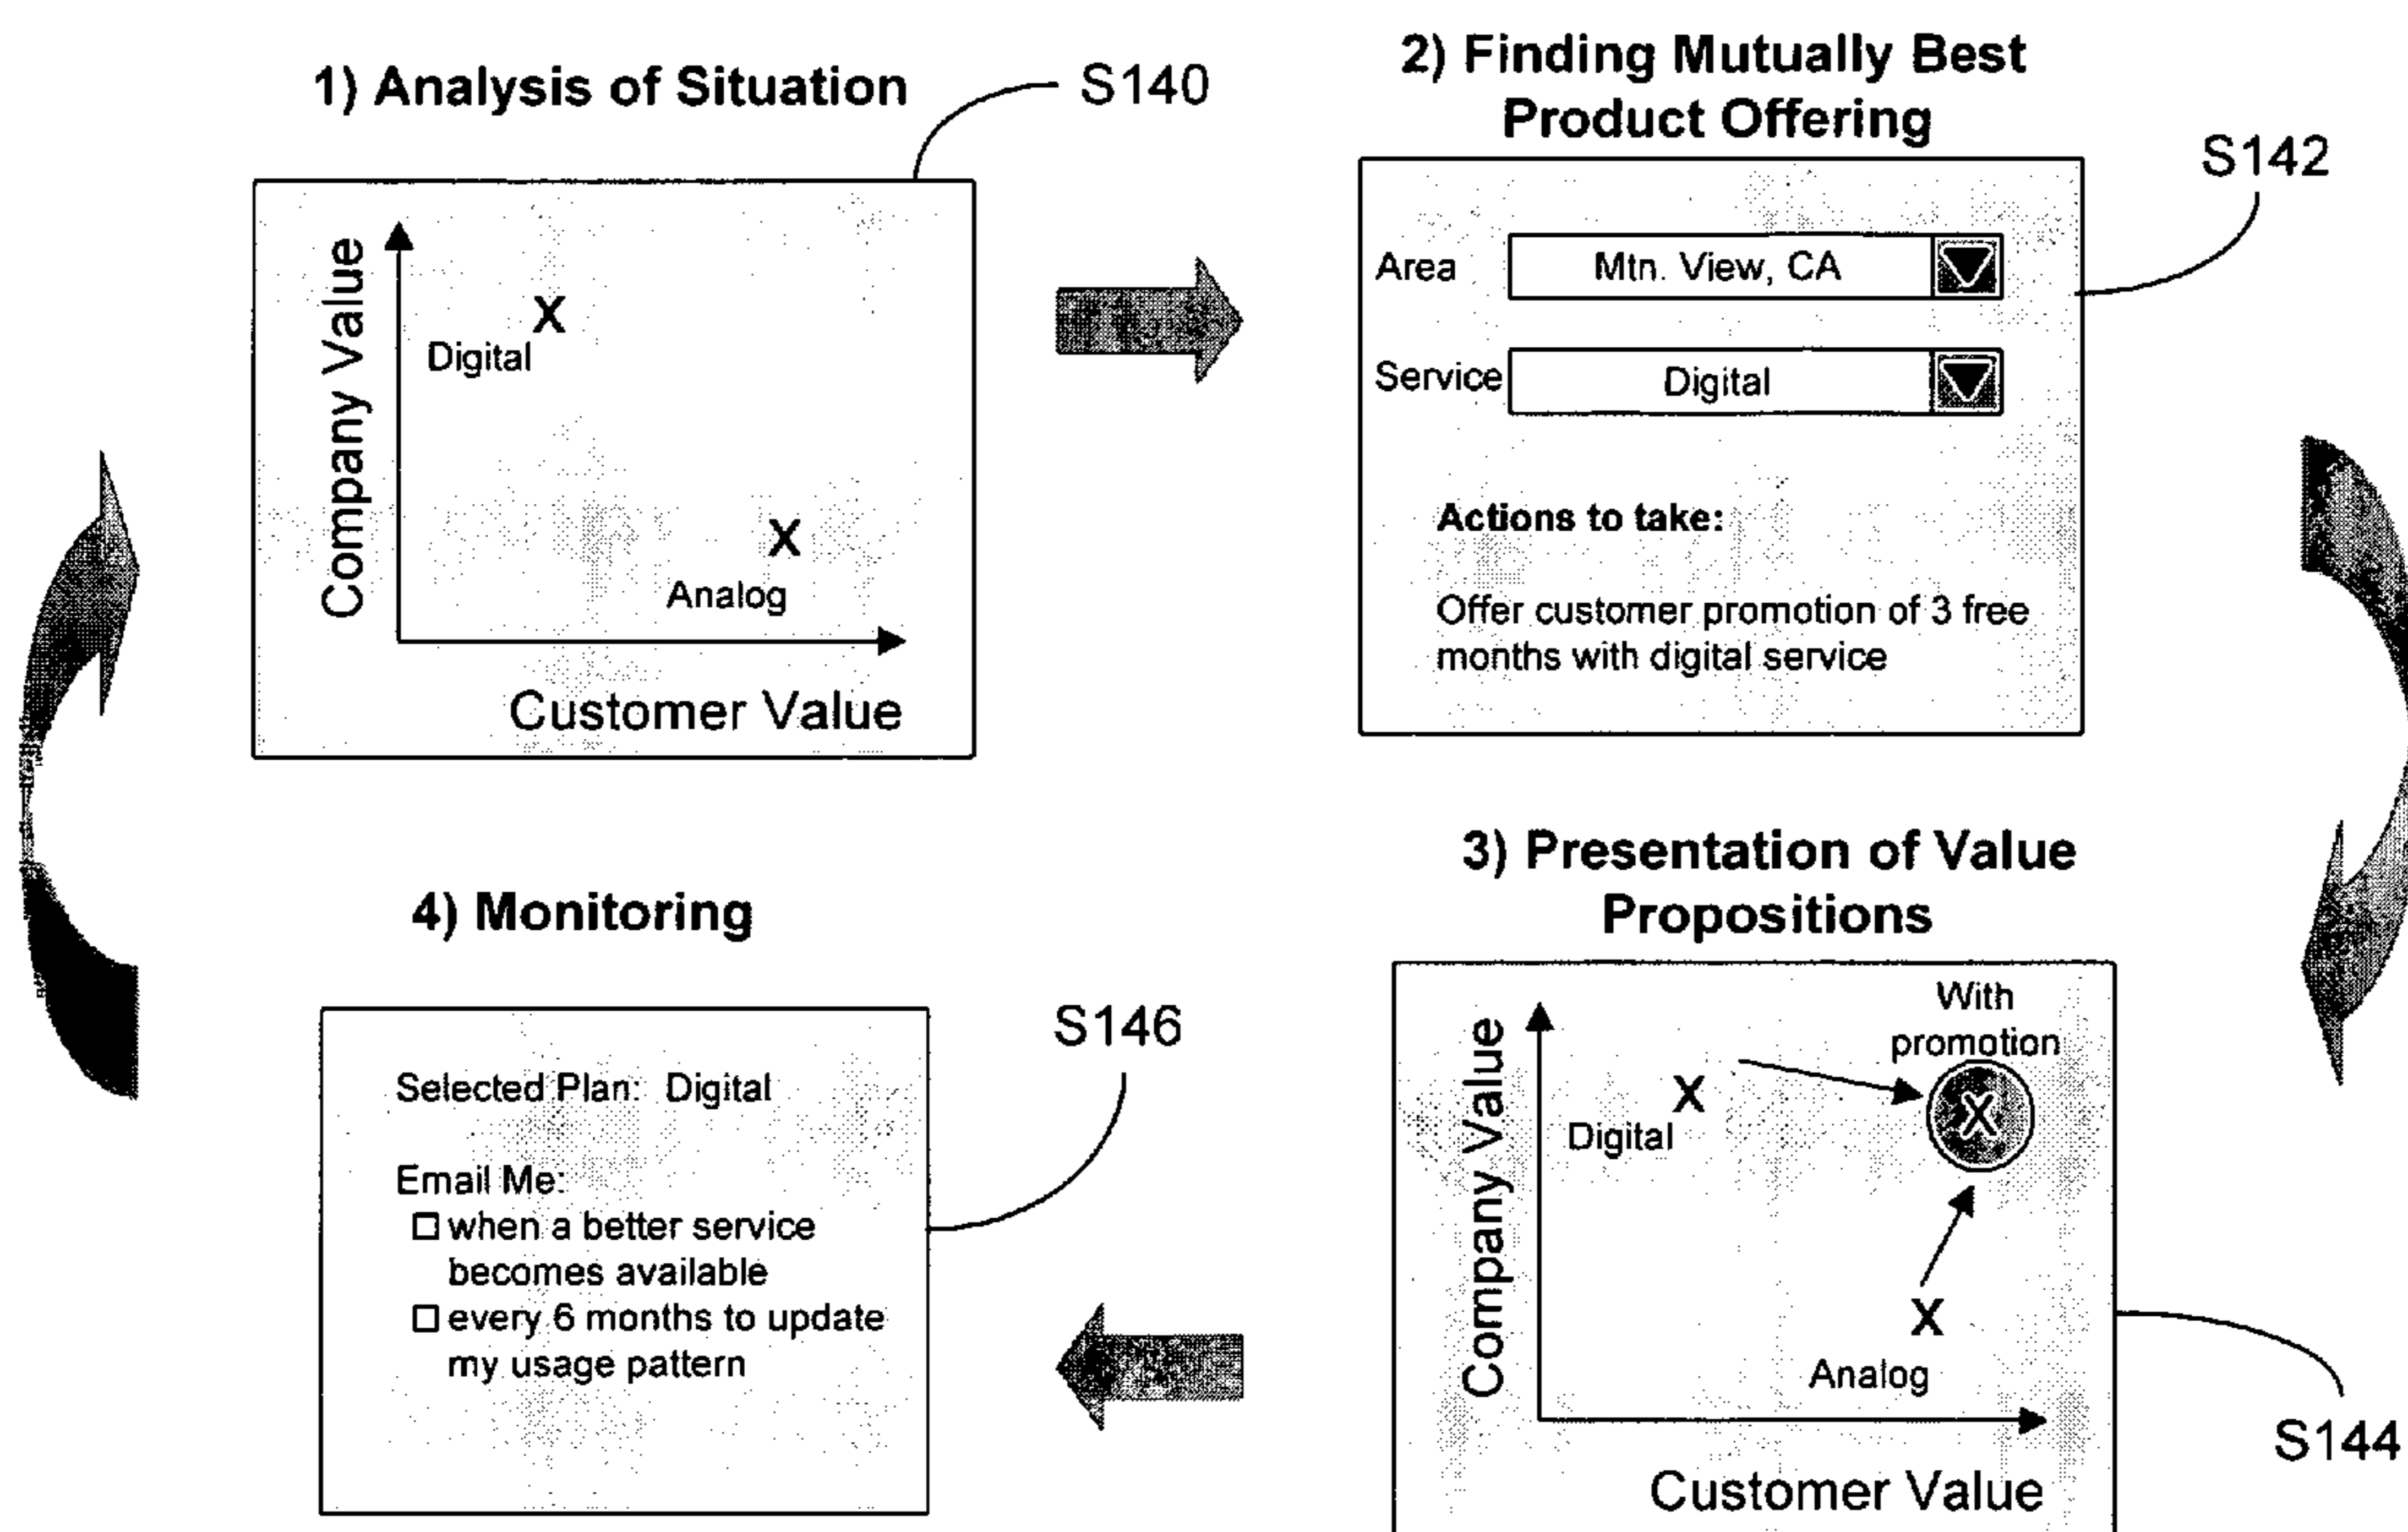 1) Analysis of Situation
S140
Company Value
X
Digital
X
Analog
Customer Value
2) Finding Mutually Best
Product Offering
S142
Area
Mtn. View, CA
Service
Digital
Actions to take:
Offer customer promotion of 3 free
months with digital service
3) Presentation of Value
Propositions
With
promotion
Company Value
X
Digital
X
X
Analog
Customer Value
S144
4) Monitoring
S146
Selected Plan: Digital
Email Me:
when a better service
becomes available
every 6 months to update
my usage pattern